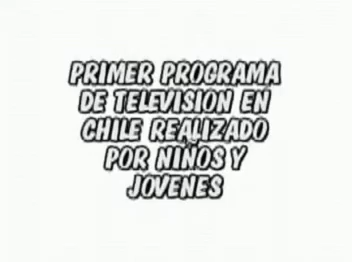 PRIMER PROGRAMA
DE TELEVISION EN
CHILE REALIZADO
POR NIÑOS Y
JOVENES